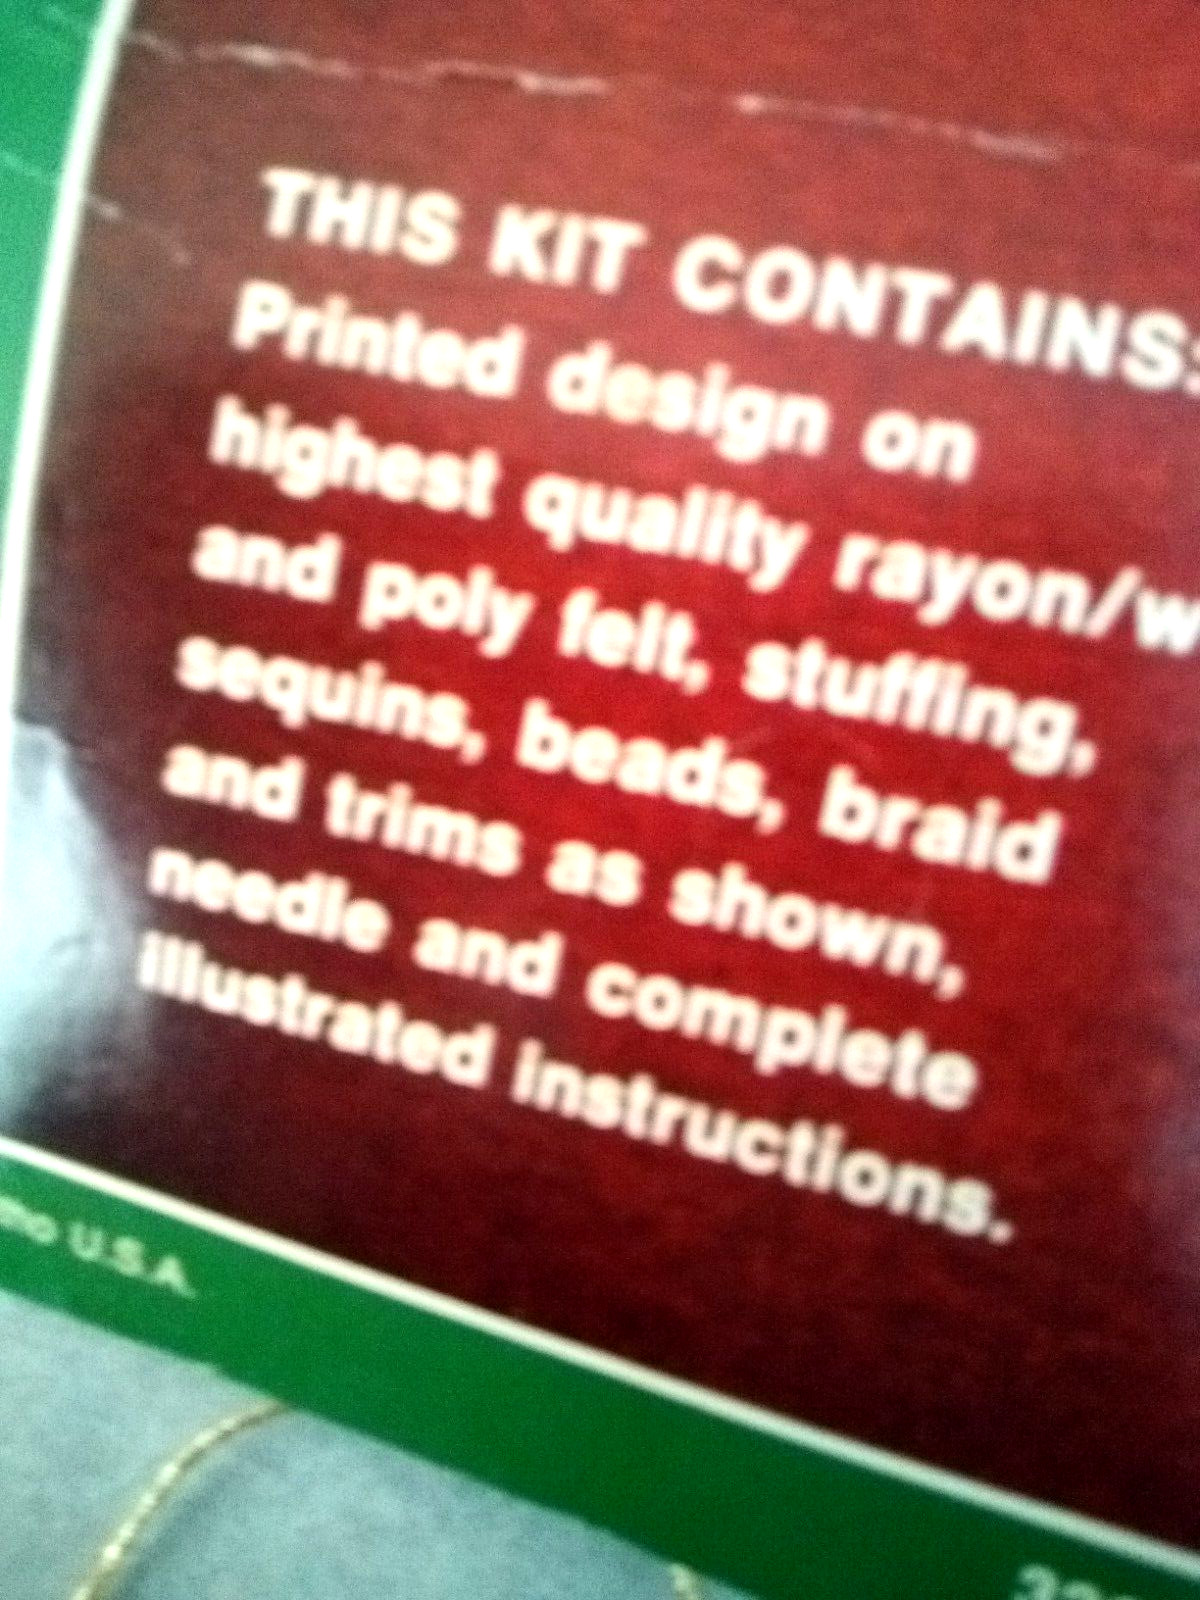 THIS KIT CONTAINS:
Printed design on
highest quality rayon/w
and poly felt, stuffing,
sequins, beads, braid
and trims as shown,
needle and complete
illustrated instructions.
U.S.A.